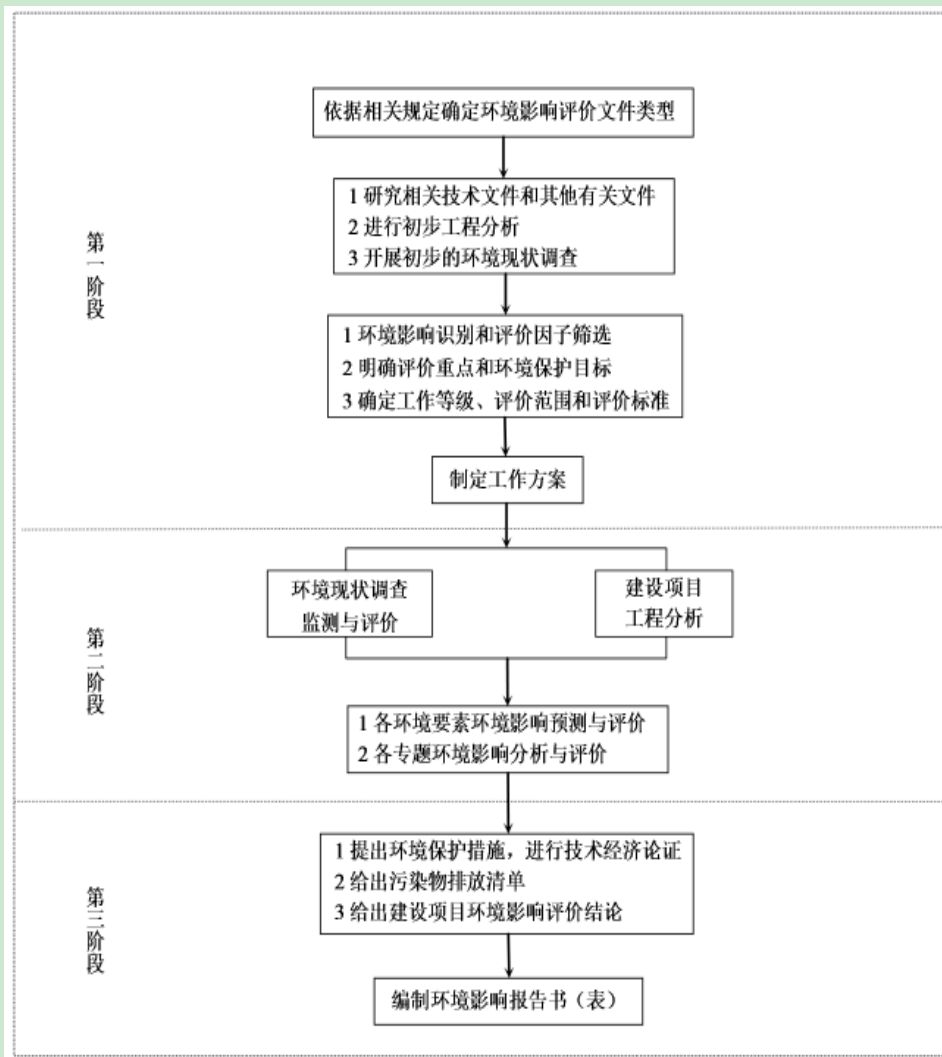 依据相关规定确定环境影响评价文件类型
1 研究相关技术文件和其他有关文件
2 进行初步工程分析
3 开展初步的环境现状调查
第一阶段
1 环境影响识别和评价因子筛选
2 明确评价重点和环境保护目标
3 确定工作等级、评价范围和评价标准
制定工作方案
环境现状调查
监测与评价
建设项目
工程分析
第二阶段
1 各环境要素环境影响预测与评价
2 各专题环境影响分析与评价
1 提出环境保护措施，进行技术经济论证
2 给出污染物排放清单
3 给出建设项目环境影响评价结论
第三阶段
编制环境影响报告书（表）